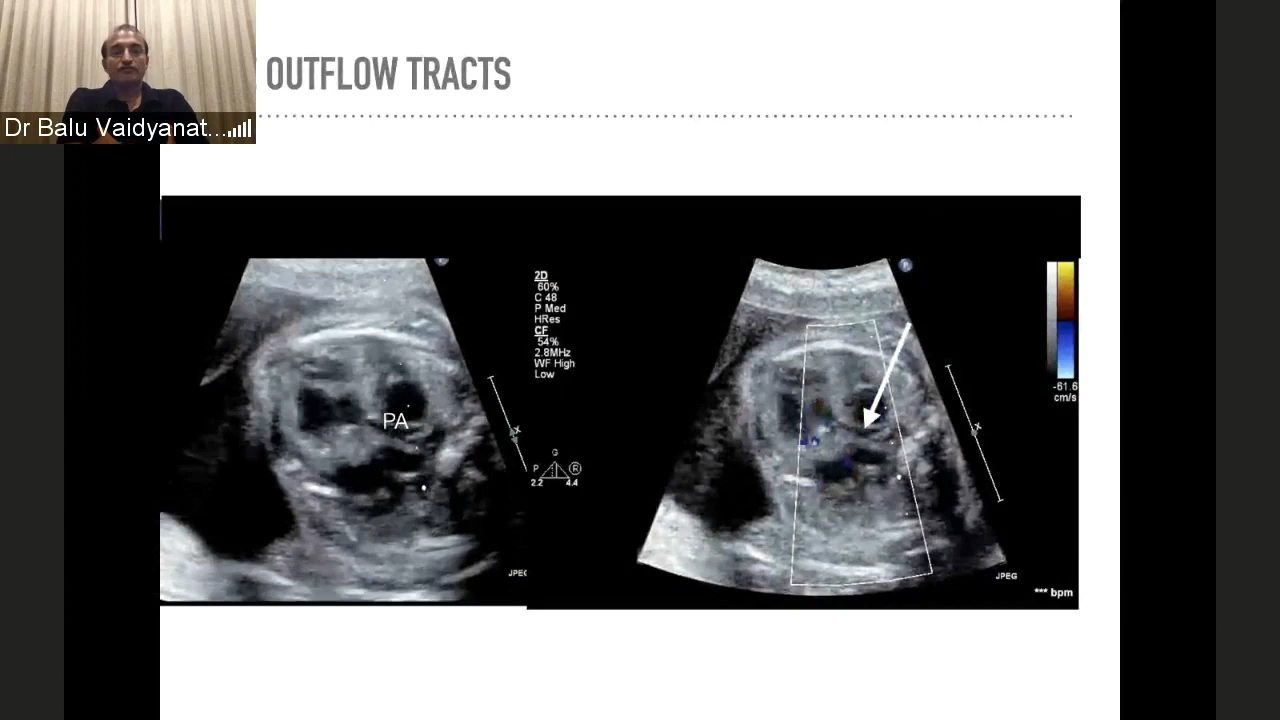 OUTFLOW TRACTS
Dr Balu Vaidyanat...
PA
JPEG
2D
60%
C 48
P Med
HRes
CF
54%
2.8MHz
WF High
Low
G
P R
2.2 4.4
X
-61.6
cm/s
X
P
JPEG
*** bpm